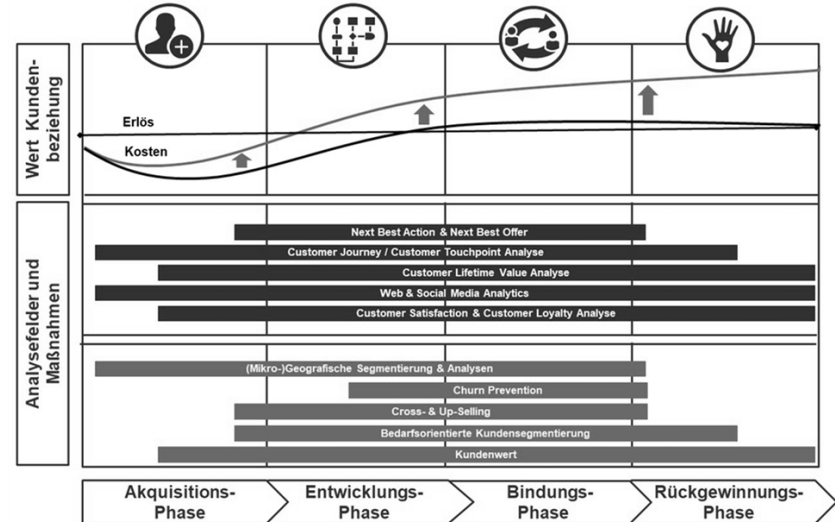 Wert Kunden-
beziehung
Erlös
Kosten
Analysefelder und
Maßnahmen
Next Best Action & Next Best Offer
Customer Journey / Customer Touchpoint Analyse
Customer Lifetime Value Analyse
Web & Social Media Analytics
Customer Satisfaction & Customer Loyalty Analyse
(Mikro-)Geografische Segmentierung & Analysen
Churn Prevention
Cross- & Up-Selling
Bedarfsorientierte Kundensegmentierung
Kundenwert
Akquisitions-
Phase
Entwicklungs-
Phase
Bindungs-
Phase
Rückgewinnungs-
Phase